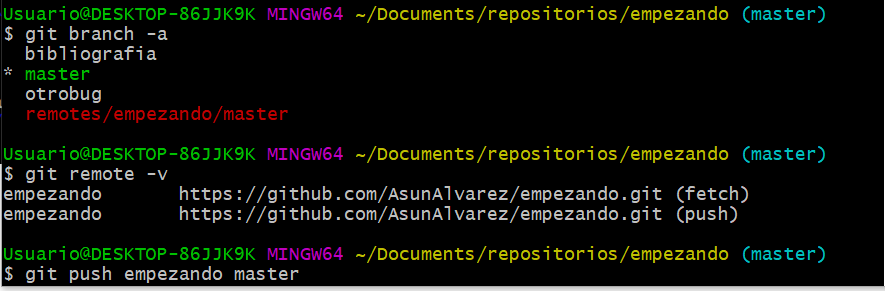 Usuario@DESKTOP-86JJK9K MINGW64 ~/Documents/repositorios/empezando (master)
$ git branch -a
  bibliografia
* master
  otrobug
  remotes/empezando/master
Usuario@DESKTOP-86JJK9K MINGW64 ~/Documents/repositorios/empezando (master)
$ git remote -v
empezando       https://github.com/AsunAlvarez/empezando.git (fetch)
empezando       https://github.com/AsunAlvarez/empezando.git (push)
Usuario@DESKTOP-86JJK9K MINGW64 ~/Documents/repositorios/empezando (master)
$ git push empezando master